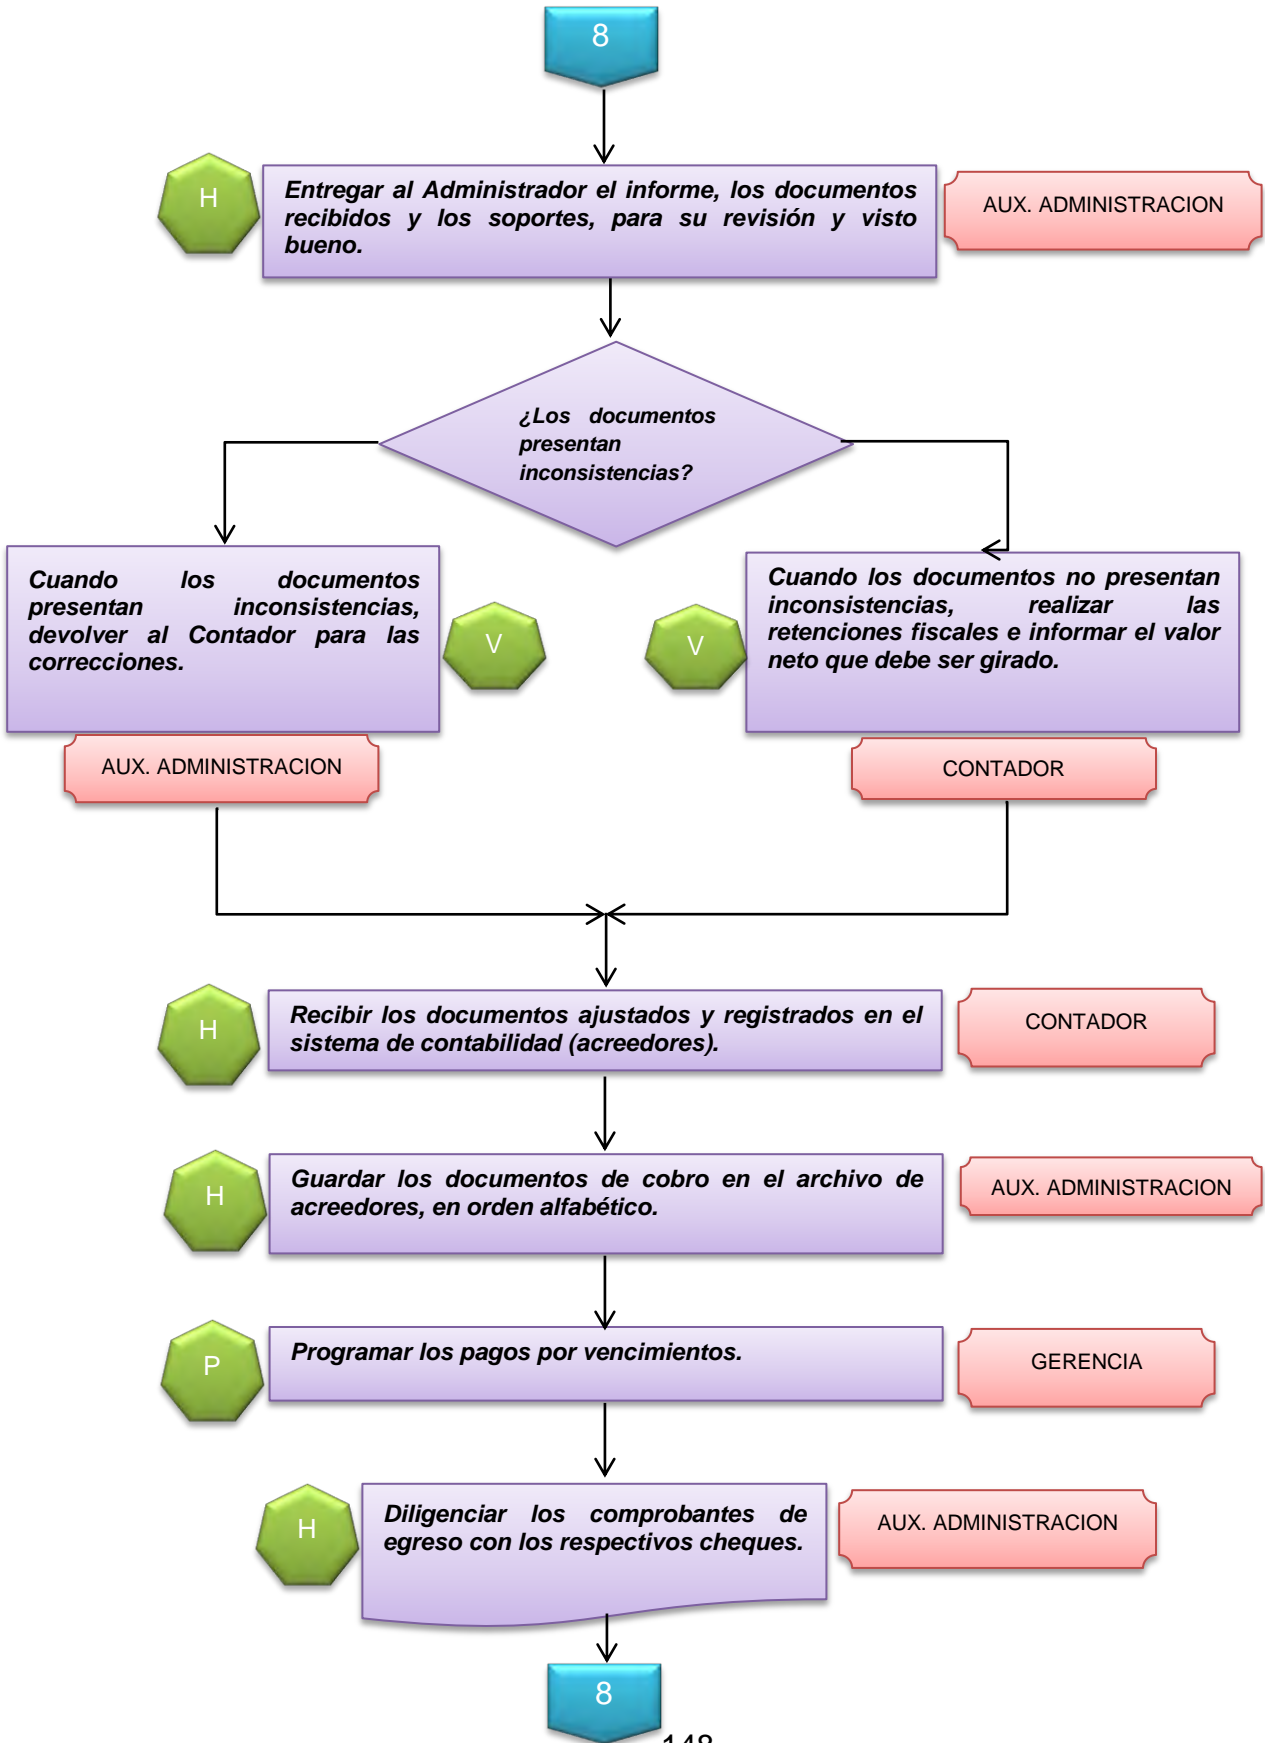 8
H
Entregar al Administrador el informe, los documentos
recibidos y los soportes, para su revisión y visto
bueno.
AUX. ADMINISTRACION
¿Los documentos
presentan
inconsistencias?
Cuando los documentos
presentan inconsistencias,
devolver al Contador para las
correcciones.
V
V
Cuando los documentos no presentan
inconsistencias, realizar las
retenciones fiscales e informar el valor
neto que debe ser girado.
AUX. ADMINISTRACION
CONTADOR
H
Recibir los documentos ajustados y registrados en el
sistema de contabilidad (acreedores).
CONTADOR
H
Guardar los documentos de cobro en el archivo de
acreedores, en orden alfabético.
AUX. ADMINISTRACION
P
Programar los pagos por vencimientos.
GERENCIA
H
Diligenciar los comprobantes de
egreso con los respectivos cheques.
AUX. ADMINISTRACION
8
148